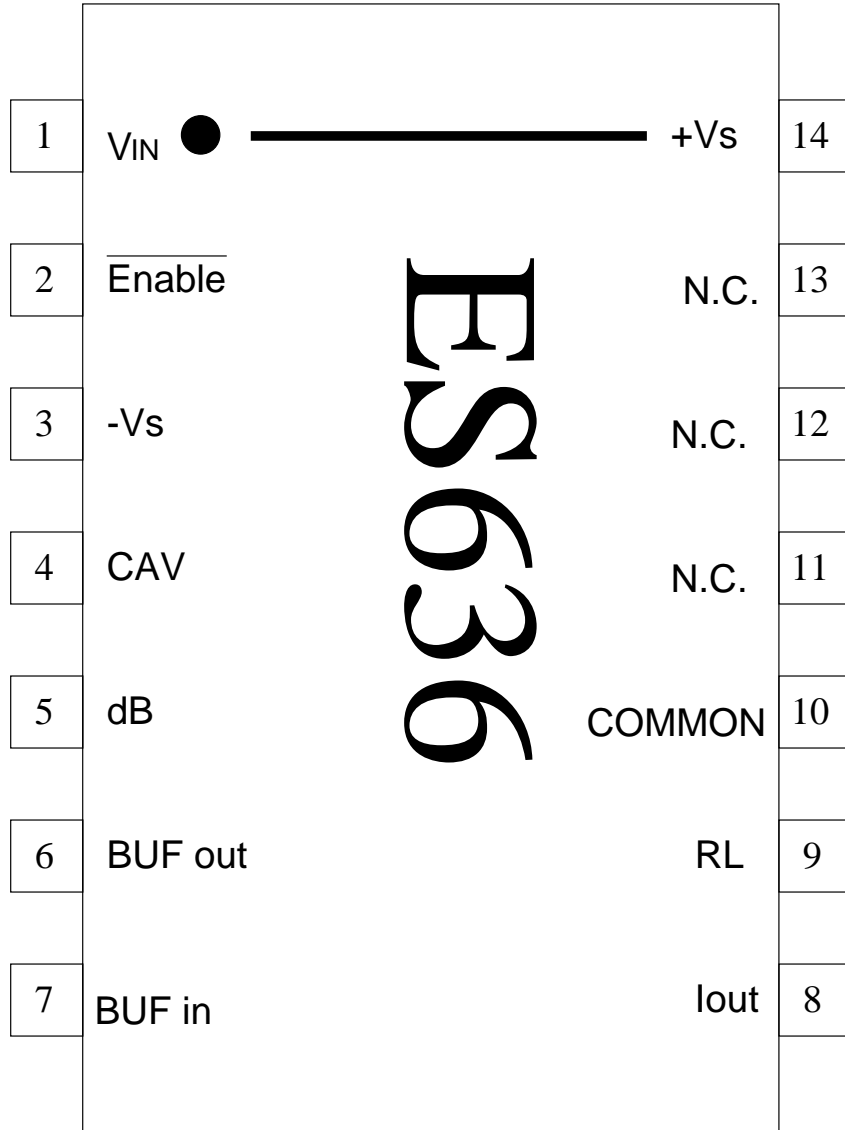 1 VIN +Vs 14
2 Enable N.C. 13
3 -Vs N.C. 12
4 CAV N.C. 11
5 dB COMMON 10
6 BUF out RL 9
7 BUF in Iout 8
ES636